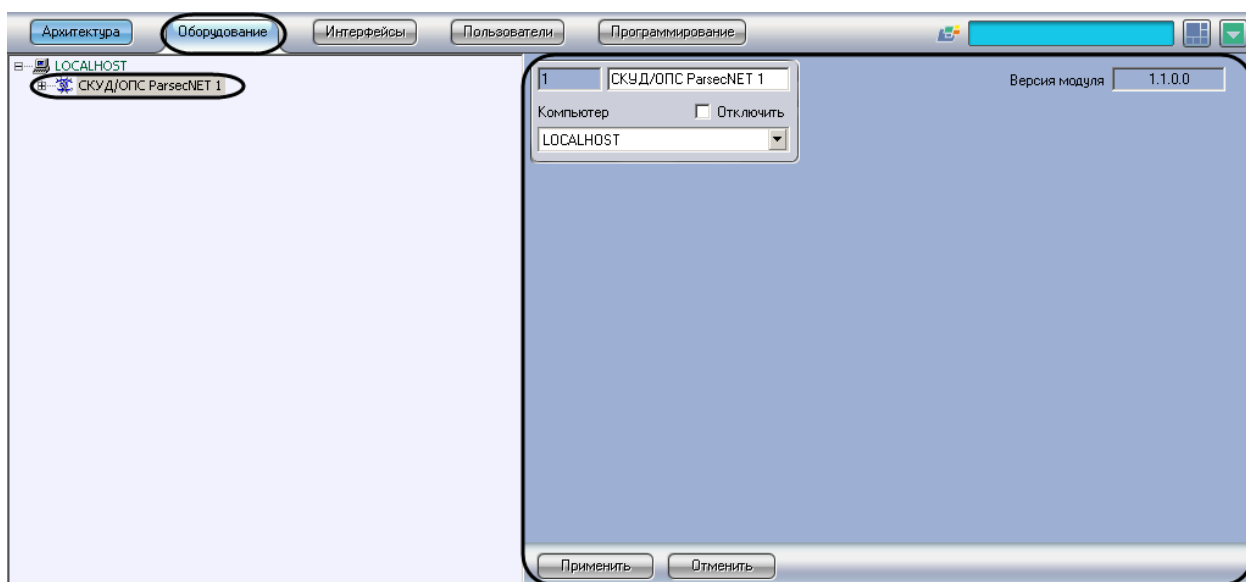 Архитектура Оборудование Интерфейсы Пользователи Программирование
LOCALHOST
СКУД/ОПС ParsecNET 1
1 СКУД/ОПС ParsecNET 1
Версия модуля 1.1.0.0
Компьютер Отключить
LOCALHOST
Применить Отменить